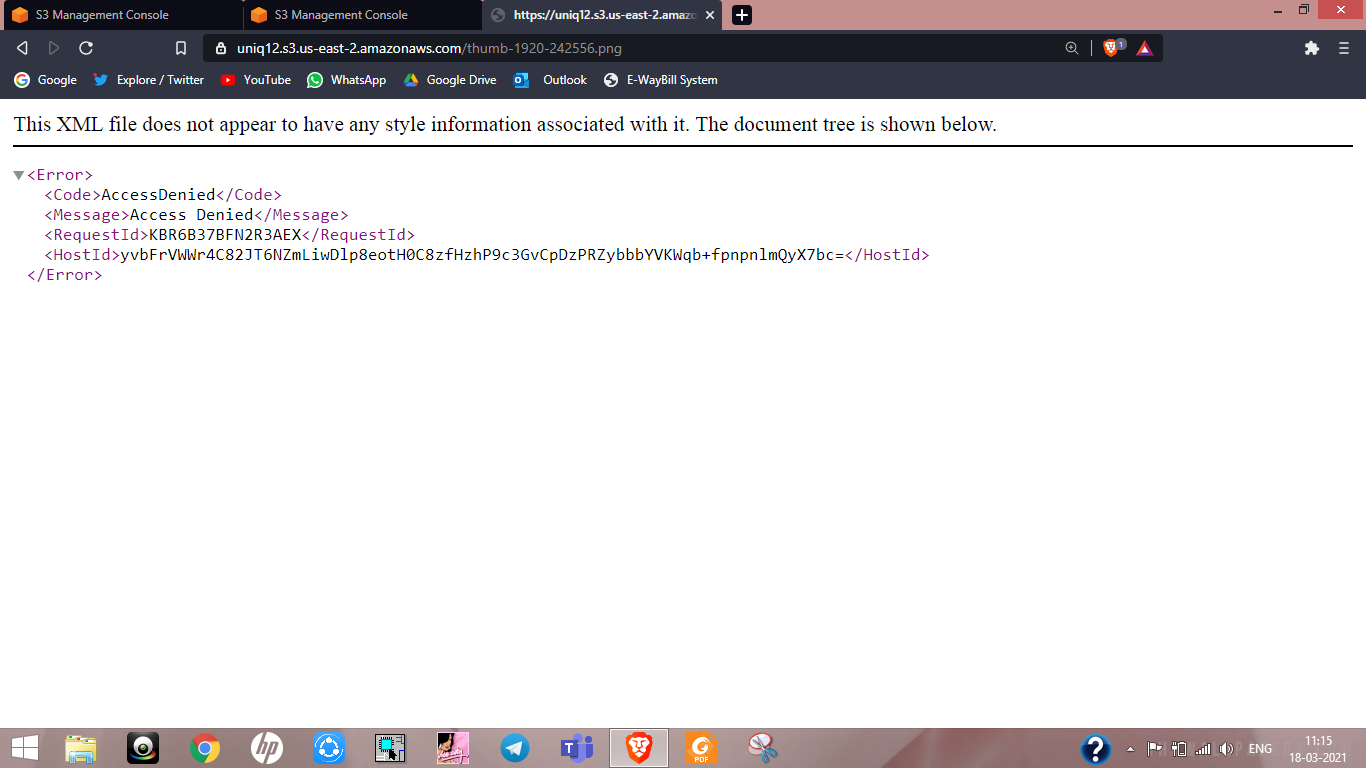 S3 Management Console
S3 Management Console
https://uniq12.s3.us-east-2.amazo
uniq12.s3.us-east-2.amazonaws.com/thumb-1920-242556.png
1
Google
Explore / Twitter
YouTube
WhatsApp
Google Drive
Outlook
E-WayBill System
This XML file does not appear to have any style information associated with it. The document tree is shown below.
<Error>
<Code>AccessDenied</Code>
<Message>Access Denied</Message>
<RequestId>KBR6B37BFN2R3AEX</RequestId>
<HostId>yvbFrVWWr4C82JT6NZmLiwDlp8eotH0C8zfHzhP9c3GvCpDzPRZybbbYVKWqb+fpnpnlmQyX7bc=</HostId>
</Error>
hp
PDF
ENG
11:15
18-03-2021